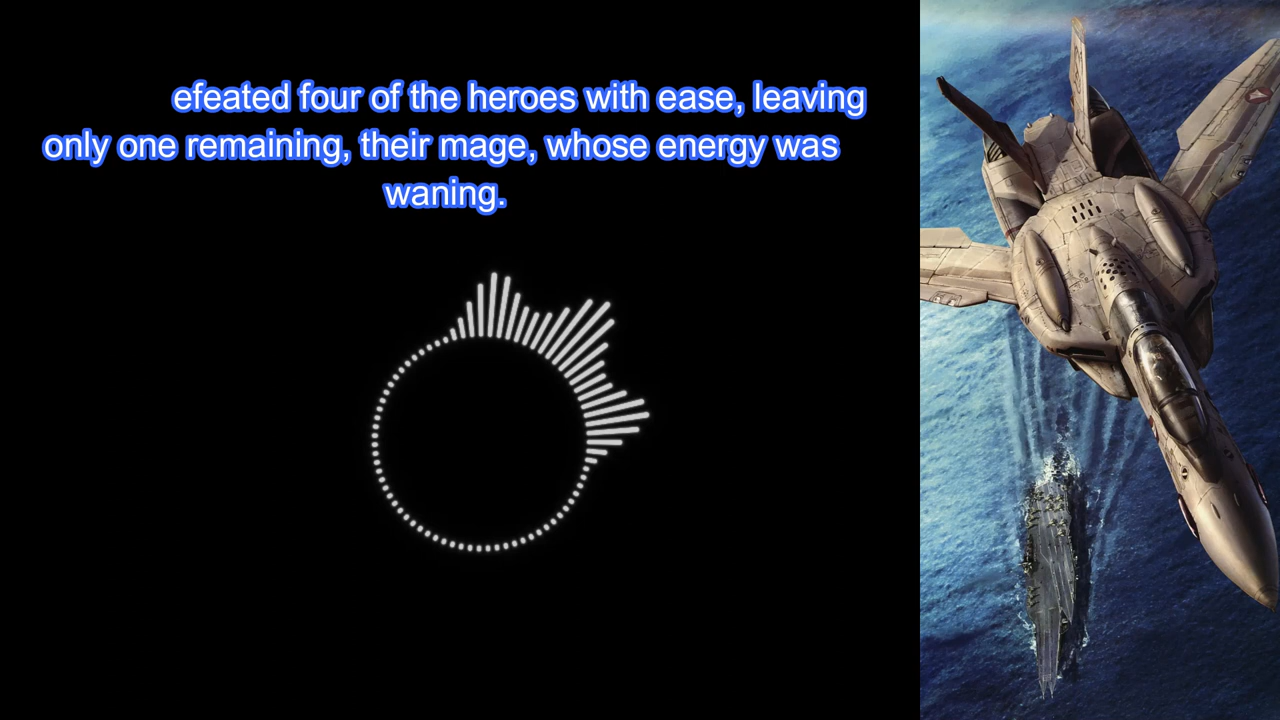 efeated four of the heroes with ease, leaving
only one remaining, their mage, whose energy was
waning.